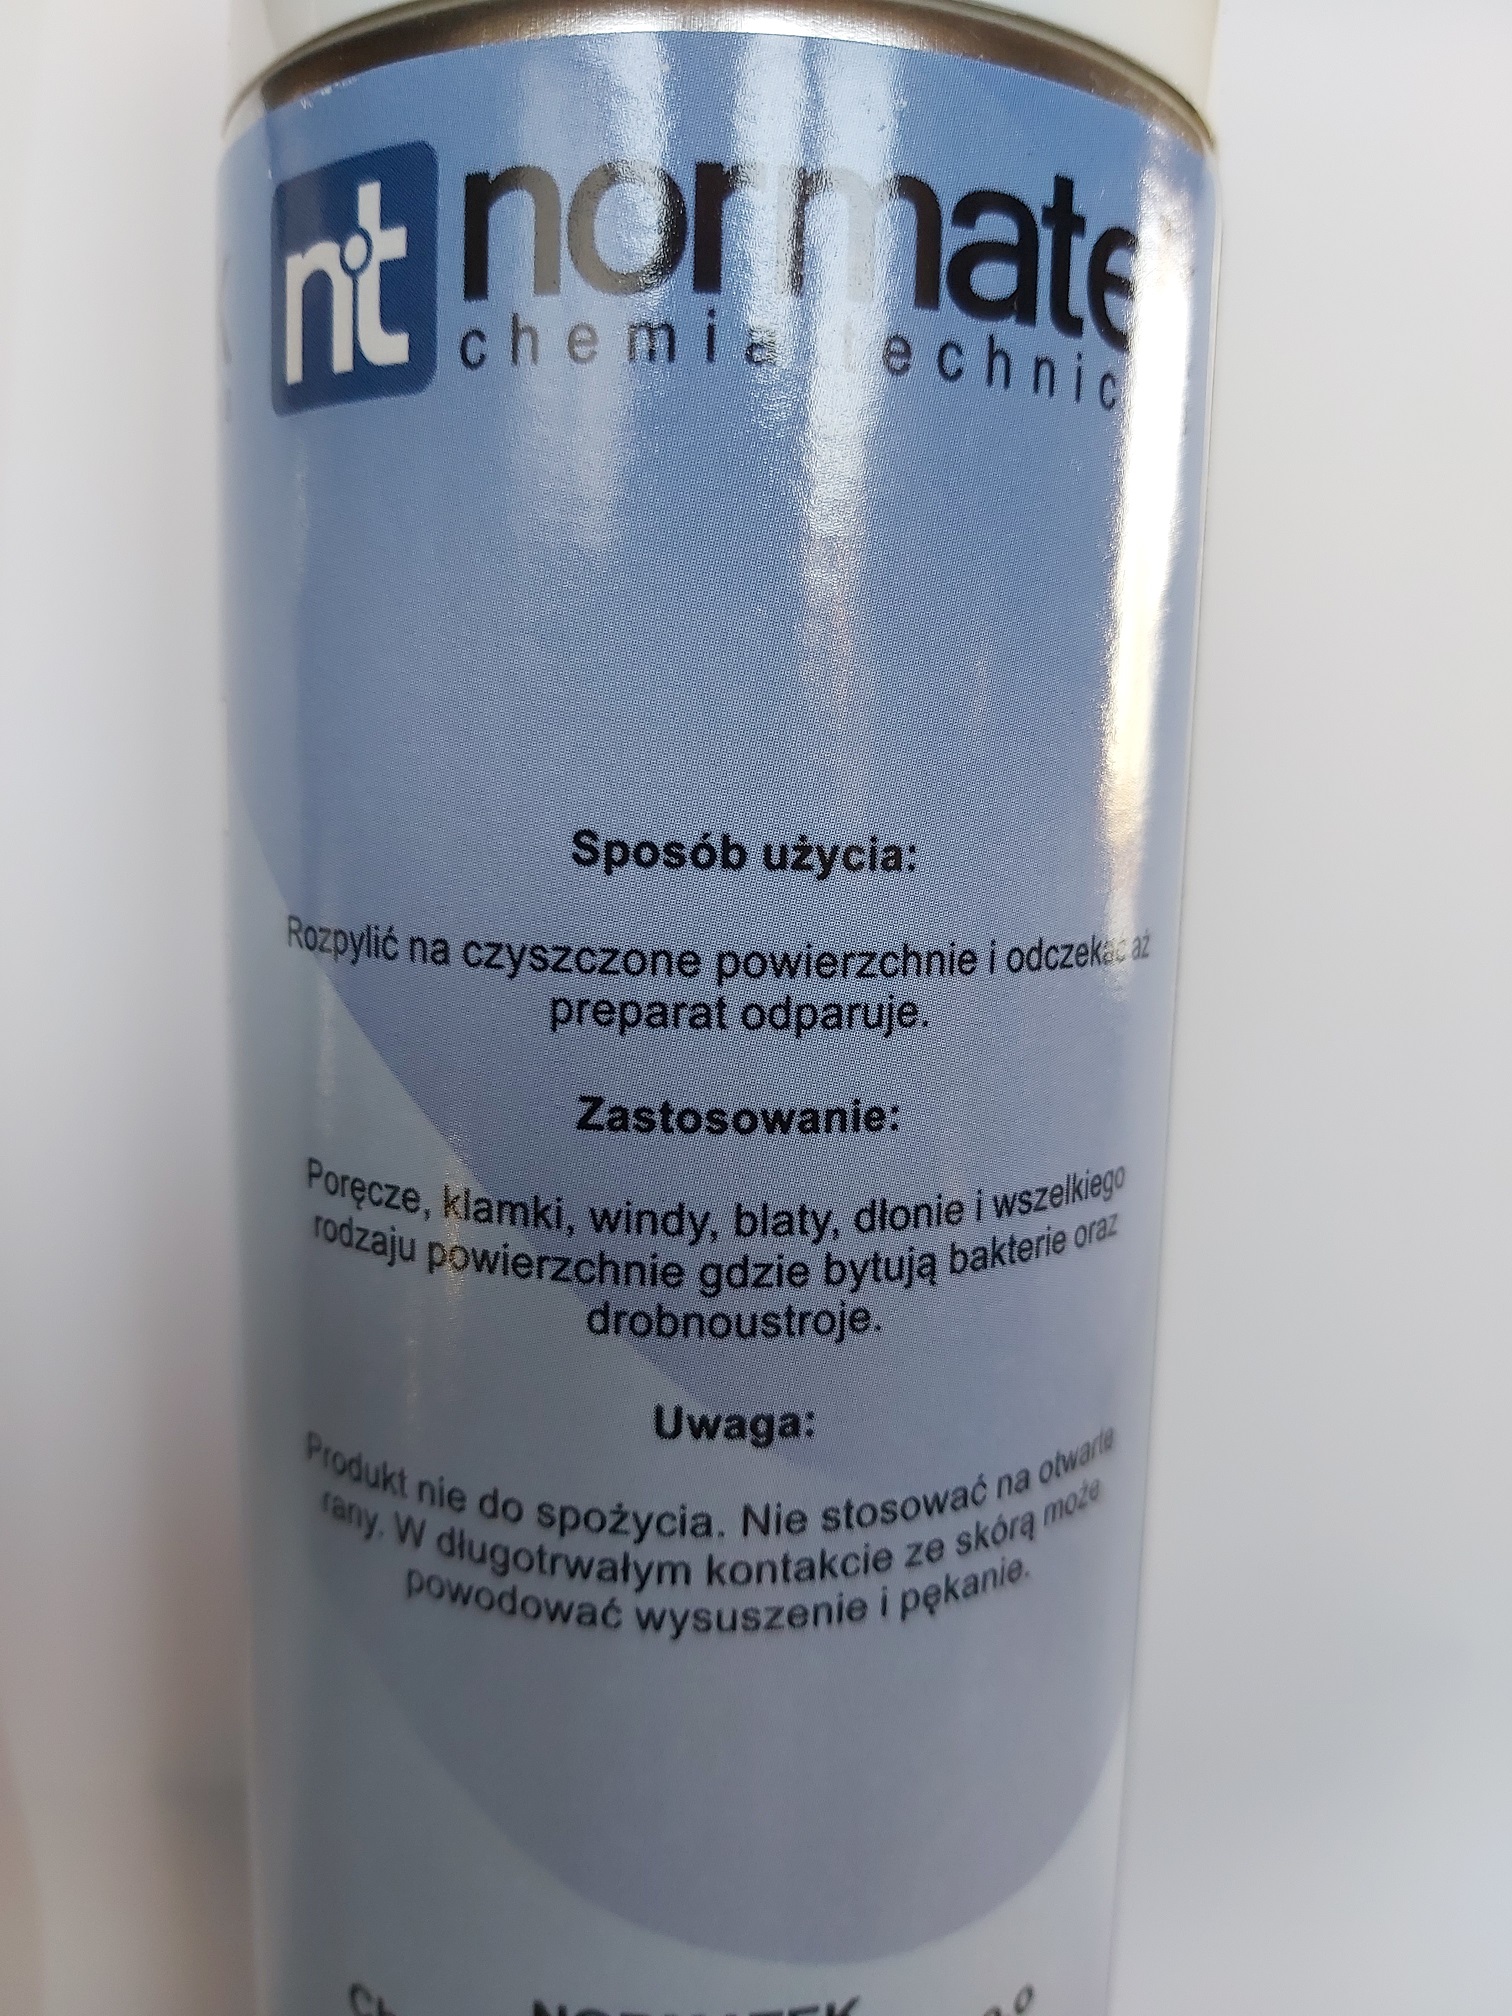 nt normate
chemia technic
Sposób użycia:
Rozpylić na czyszczone powierzchnie i odczekać aż
preparat odparuje.
Zastosowanie:
Poręcze, klamki, windy, blaty, dłonie i wszelkiego
rodzaju powierzchnie gdzie bytują bakterie oraz
drobnoustroje.
Uwaga:
Produkt nie do spożycia. Nie stosować na otwarte
rany. W długotrwałym kontakcie ze skórą może
powodować wysuszenie i pękanie.
NORMATEK